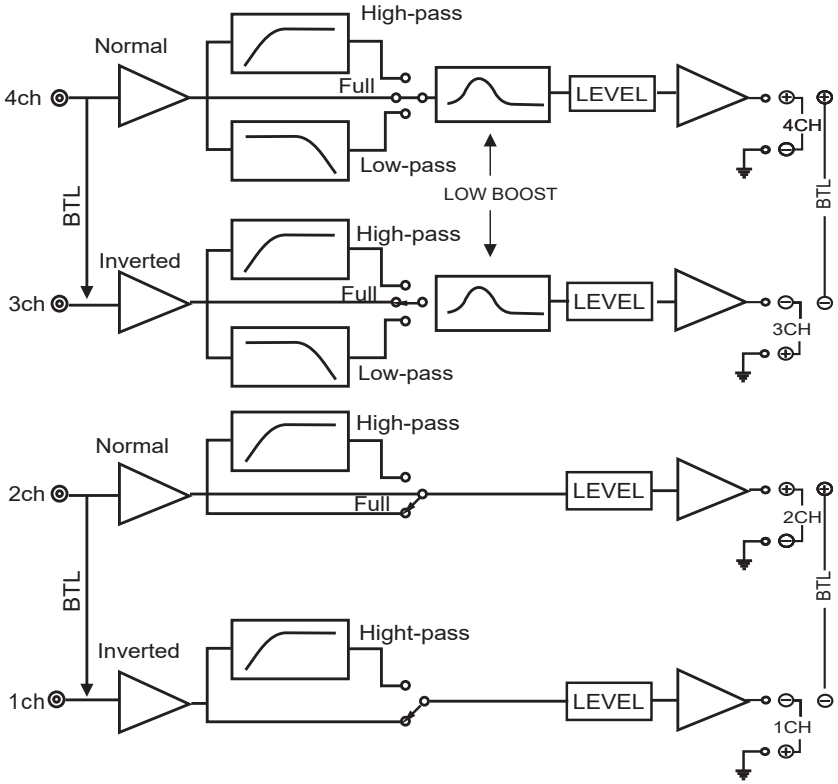 High-pass
Normal
4ch
Full
LEVEL
4CH
Low-pass
BTL
LOW BOOST
BTL
High-pass
Inverted
3ch
Full
LEVEL
3CH
Low-pass
High-pass
Normal
2ch
Full
LEVEL
2CH
BTL
BTL
Hight-pass
Inverted
1ch
LEVEL
1CH